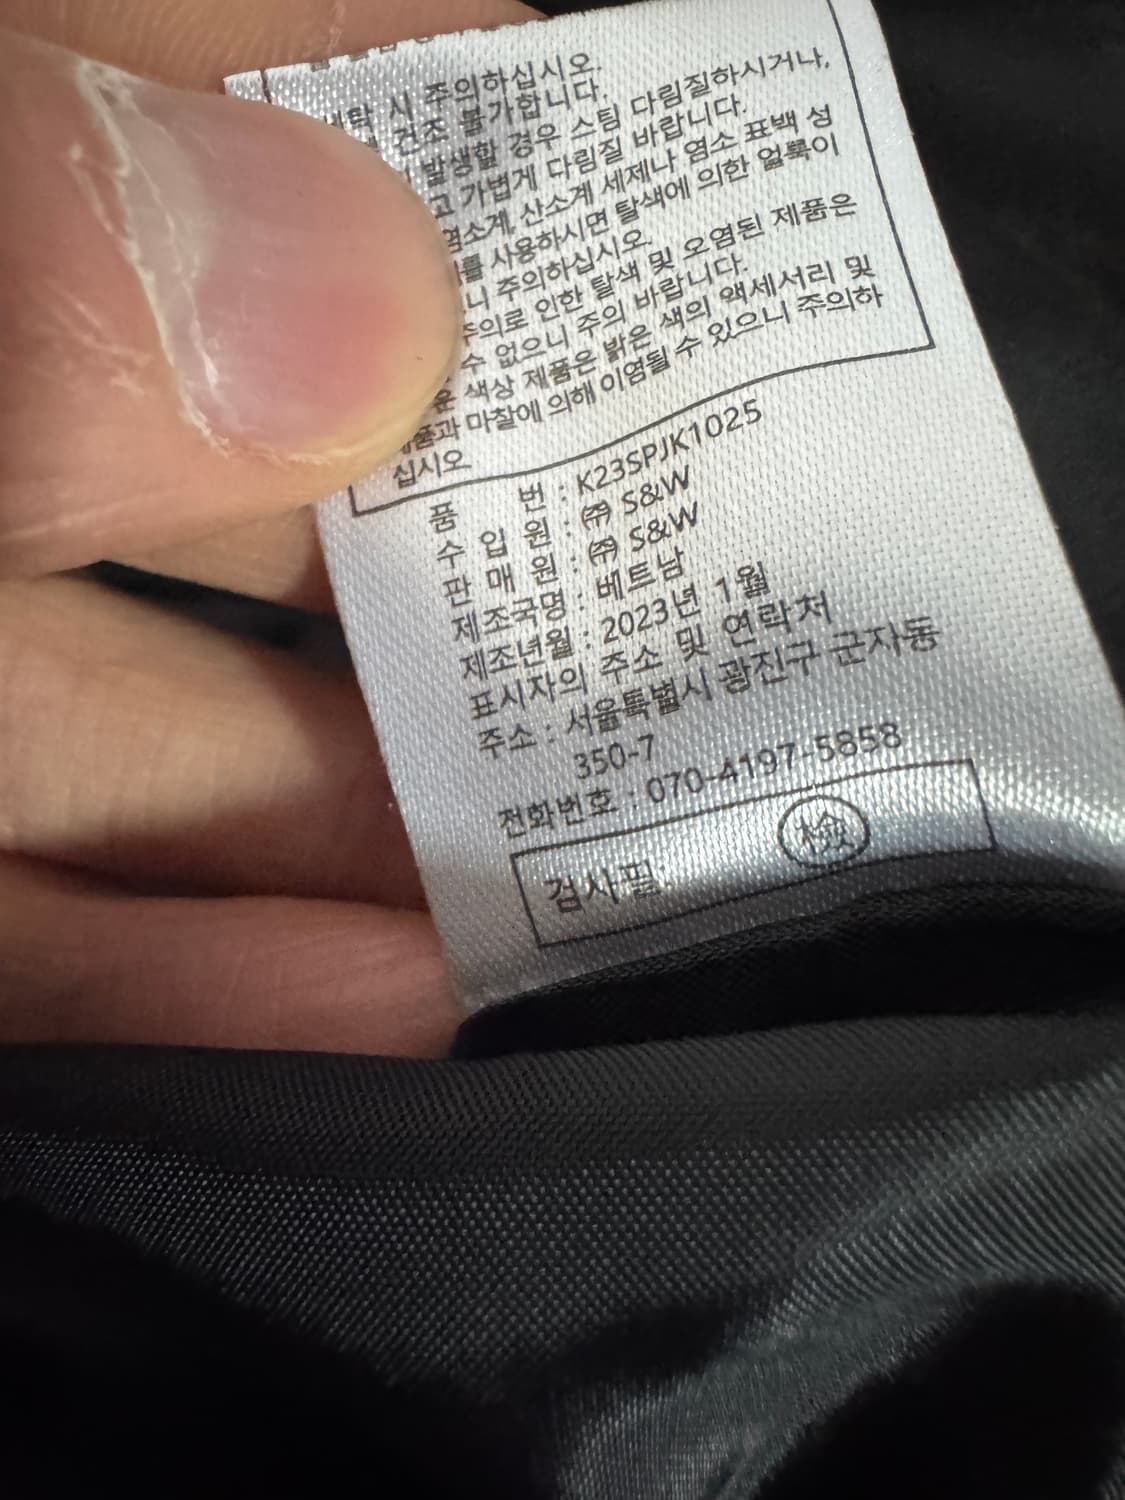 시 주의하십시오.
건조 불가합니다.
발생할 경우 스팀 다림질하시거나,
고 가볍게 다림질 바랍니다.
염소계, 산소계 세제나 염소 표백 성
를 사용하시면 탈색에 의한 얼룩이
니 주의하십시오.
주의로 인한 탈색 및 오염된 제품은
수 없으니 주의 바랍니다.
운 색상 제품은 밝은 색의 액세서리 및
제품과 마찰에 의해 이염될 수 있으니 주의하
십시오
품 번 : K23SPJK1025
수 입 원 : ㈜ S&W
판 매 원 : ㈜ S&W
제조국명 : 베트남
제조년월 : 2023년 1월
표시자의 주소 및 연락처
주소 : 서울특별시 광진구 군자동
350-7
전화번호 : 070-4197-5858
검사필: 檢